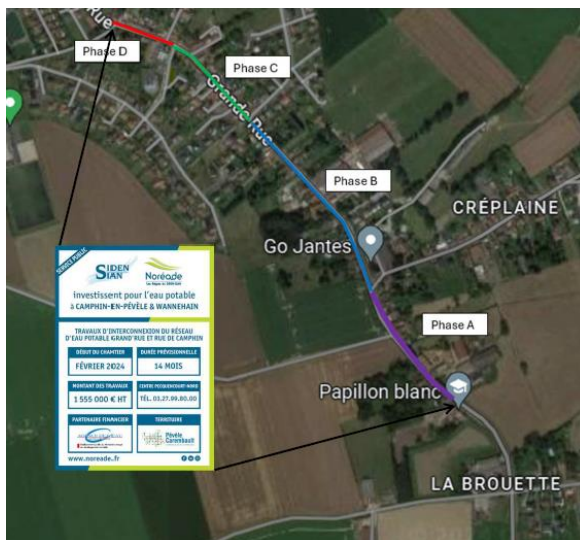 Rue
Phase D
Phase C
Grande Rue
Phase B
CRÉPLAINE
Go Jantes
Phase A
Papillon blanc
LA BROUETTE
SERVICE PUBLIC
SIDEN
SIAN
Noréade
investissent pour l'eau potable
à CAMPHIN-EN-PÉVÈLE & WANNEHAIN
TRAVAUX D'INTERCONNEXION DU RÉSEAU
D'EAU POTABLE GRAND'RUE ET RUE DE CAMPHIN
DÉBUT DU CHANTIER
FÉVRIER 2024
DURÉE PRÉVISIONNELLE
14 MOIS
MONTANT DES TRAVAUX
1 555 000 € HT
CENTRE PECQUENCOURT-NORD
TÉL. 03.27.99.80.00
PARTENAIRE FINANCIER
TERRITOIRE
Pévèle
Carembault
www.noreade.fr